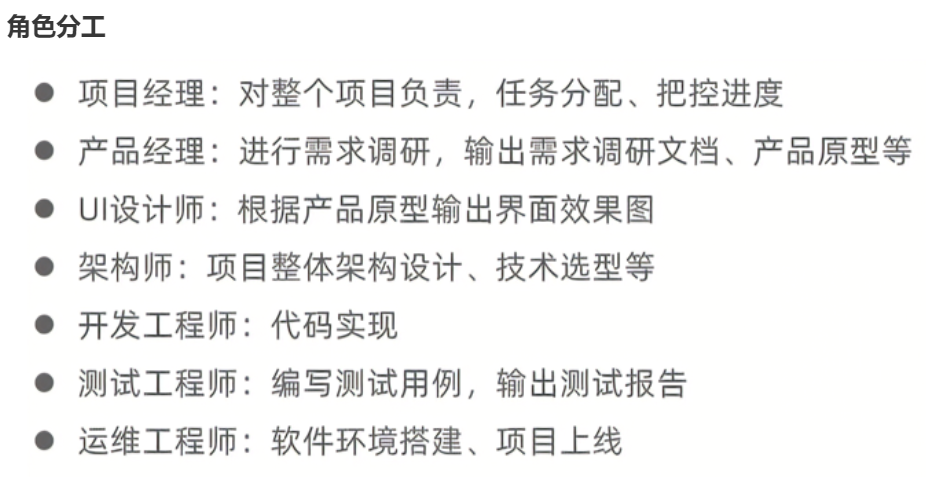 角色分工
● 项目经理：对整个项目负责，任务分配、把控进度
● 产品经理：进行需求调研，输出需求调研文档、产品原型等
● UI设计师：根据产品原型输出界面效果图
● 架构师：项目整体架构设计、技术选型等
● 开发工程师：代码实现
● 测试工程师：编写测试用例，输出测试报告
● 运维工程师：软件环境搭建、项目上线